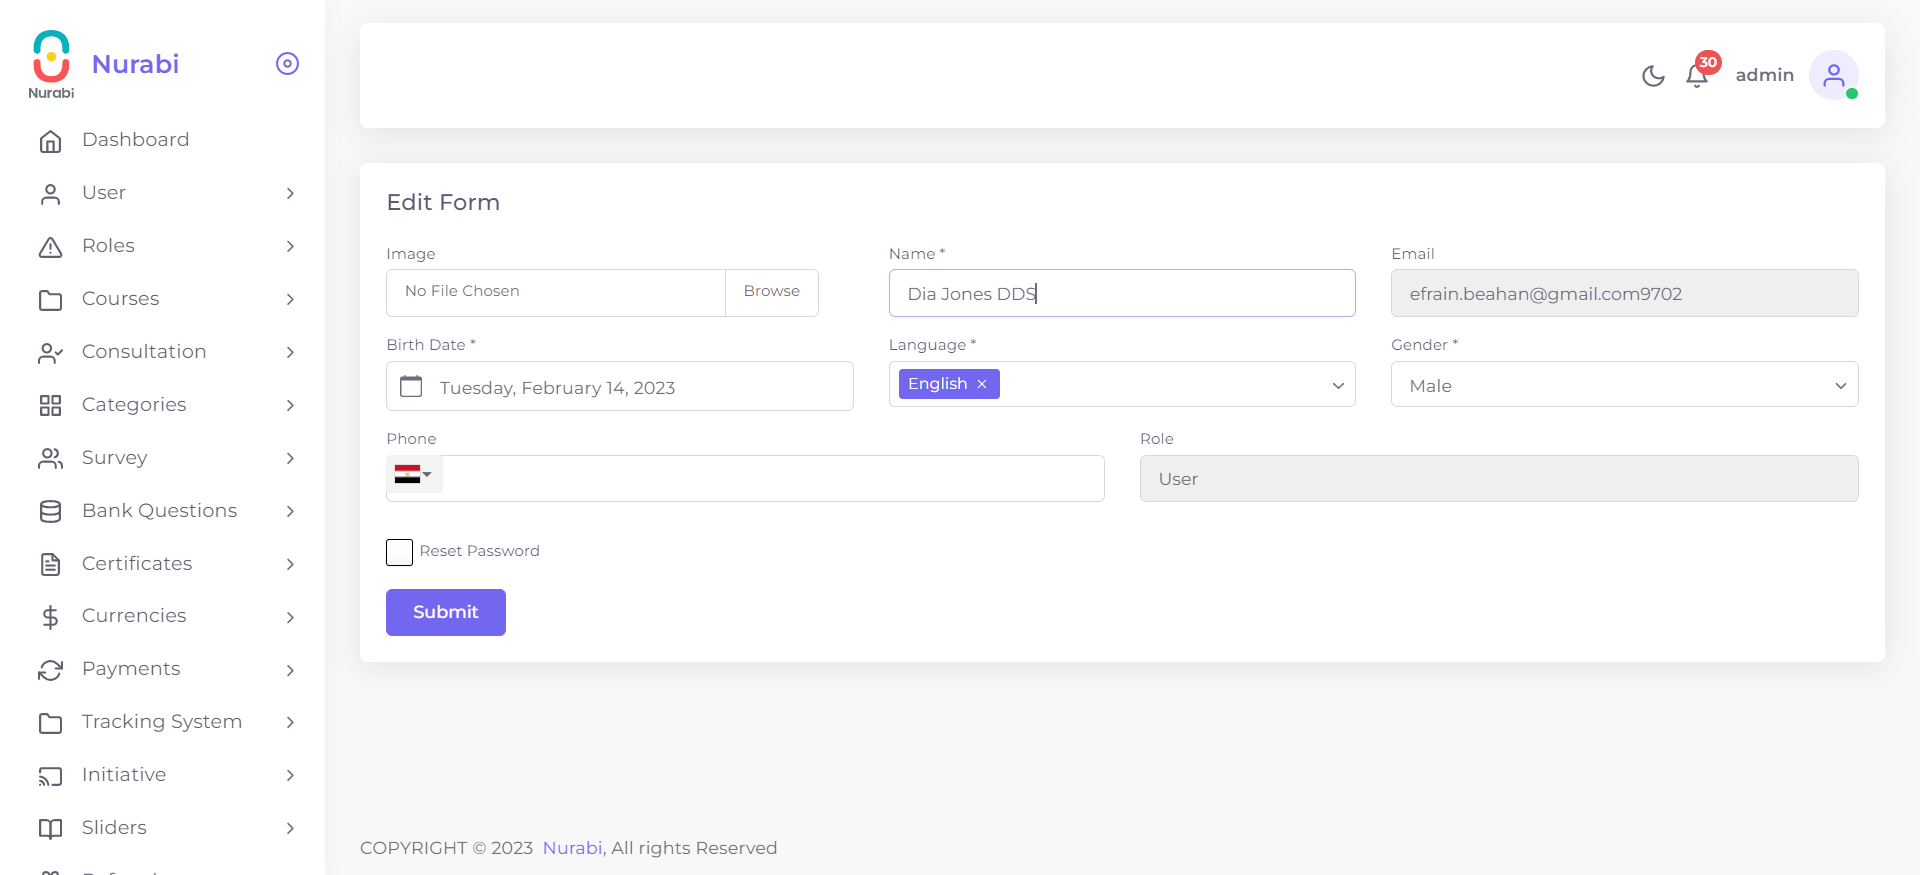 Nurabi
Nurabi
Dashboard
User
Roles
Courses
Consultation
Categories
Survey
Bank Questions
Certificates
Currencies
Payments
Tracking System
Initiative
Sliders
30
admin
Edit Form
Image
No File Chosen
Browse
Name *
Dia Jones DDS
Email
efrain.beahan@gmail.com9702
Birth Date *
Tuesday, February 14, 2023
Language *
English ×
Gender *
Male
Phone
Role
User
Reset Password
Submit
COPYRIGHT © 2023 Nurabi, All rights Reserved